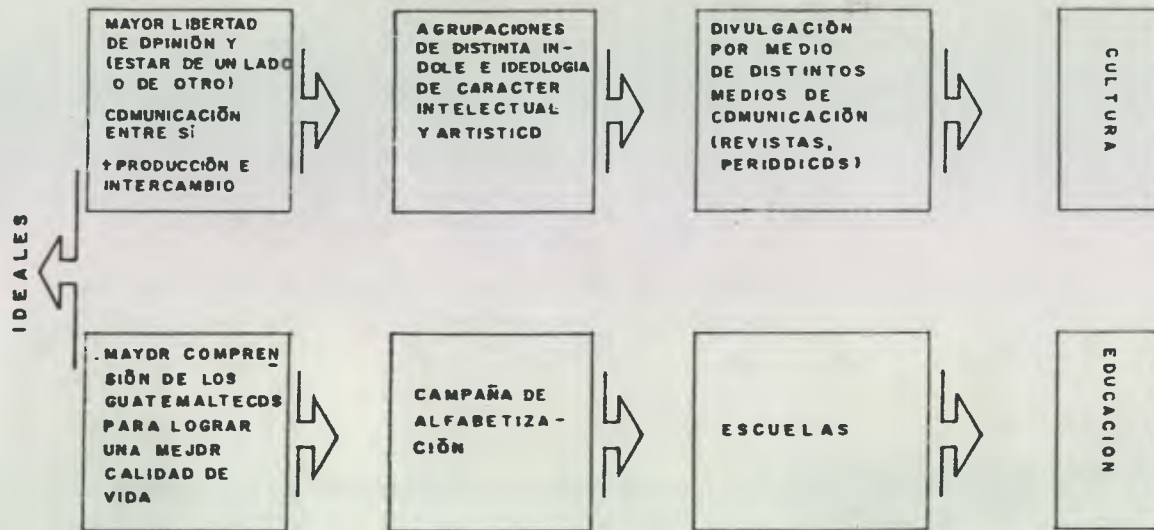 MAYOR LIBERTAD
DE OPINIÓN Y
(ESTAR DE UN LADO
O DE OTRO)
COMUNICACIÓN
ENTRE SÍ
+ PRODUCCIÓN E
INTERCAMBIO
AGRUPACIONES
DE DISTINTA IN-
DOLE E IDEOLOGIA
DE CARACTER
INTELECTUAL
Y ARTISTICO
DIVULGACIÓN
POR MEDIO
DE DISTINTOS
MEDIOS DE
COMUNICACIÓN
(REVISTAS,
PERIODICOS)
CULTURA
IDEALES
.MAYOR COMPREN
SIÓN DE LOS
GUATEMALTECOS
PARA LOGRAR
UNA MEJOR
CALIDAD DE
VIDA
CAMPAÑA DE
ALFABETIZA-
CIÓN
ESCUELAS
EDUCACION